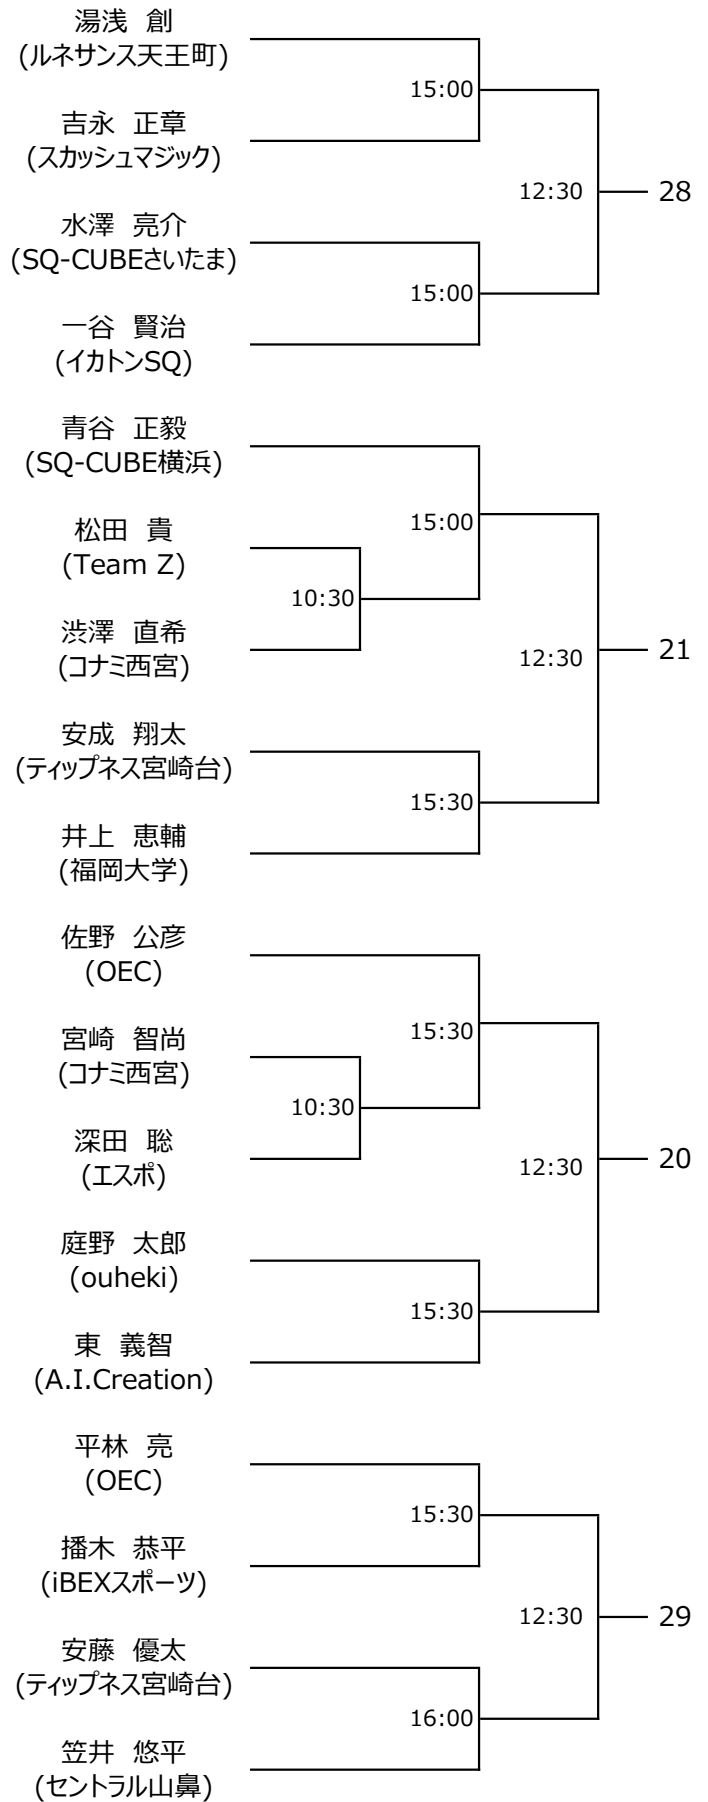 湯浅 創
(ルネサンス天王町)
15:00
吉永 正章
(スカッシュマジック)
12:30
28
水澤 亮介
(SQ-CUBEさいたま)
15:00
一谷 賢治
(イカトンSQ)
青谷 正毅
(SQ-CUBE横浜)
15:00
松田 貴
(Team Z)
10:30
渋澤 直希
(コナミ西宮)
12:30
21
安成 翔太
(ティップネス宮崎台)
15:30
井上 恵輔
(福岡大学)
佐野 公彦
(OEC)
15:30
宮崎 智尚
(コナミ西宮)
10:30
深田 聡
(エスポ)
12:30
20
庭野 太郎
(ouheki)
15:30
東 義智
(A.I.Creation)
平林 亮
(OEC)
15:30
播木 恭平
(iBEXスポーツ)
12:30
29
安藤 優太
(ティップネス宮崎台)
16:00
笠井 悠平
(セントラル山鼻)